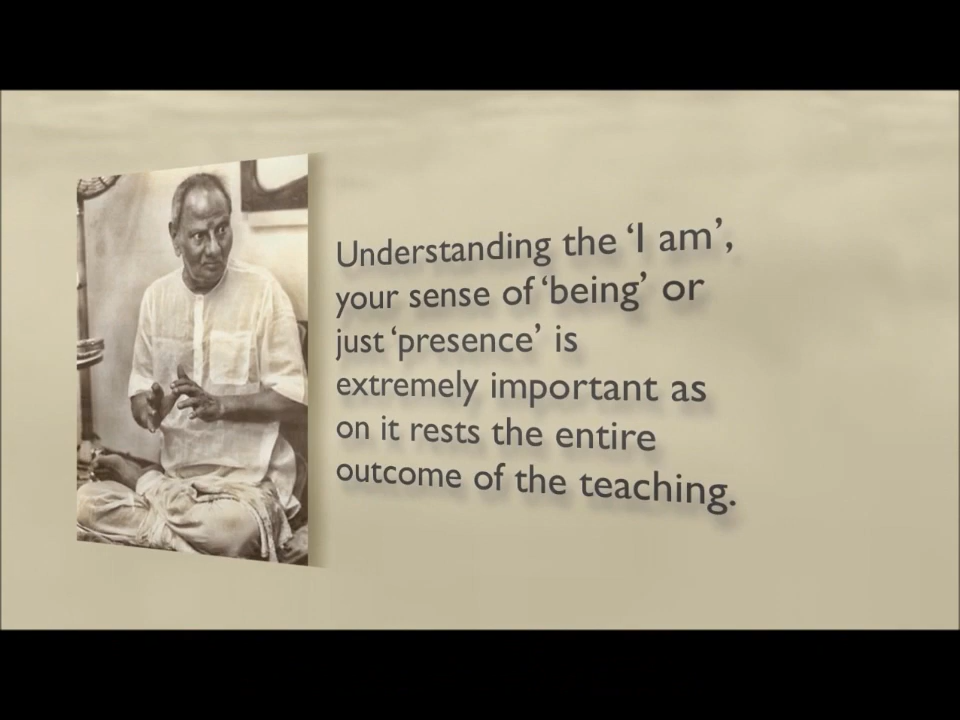 Understanding the ‘I am’,
your sense of ‘being’ or
just ‘presence’ is
extremely important as
on it rests the entire
outcome of the teaching.